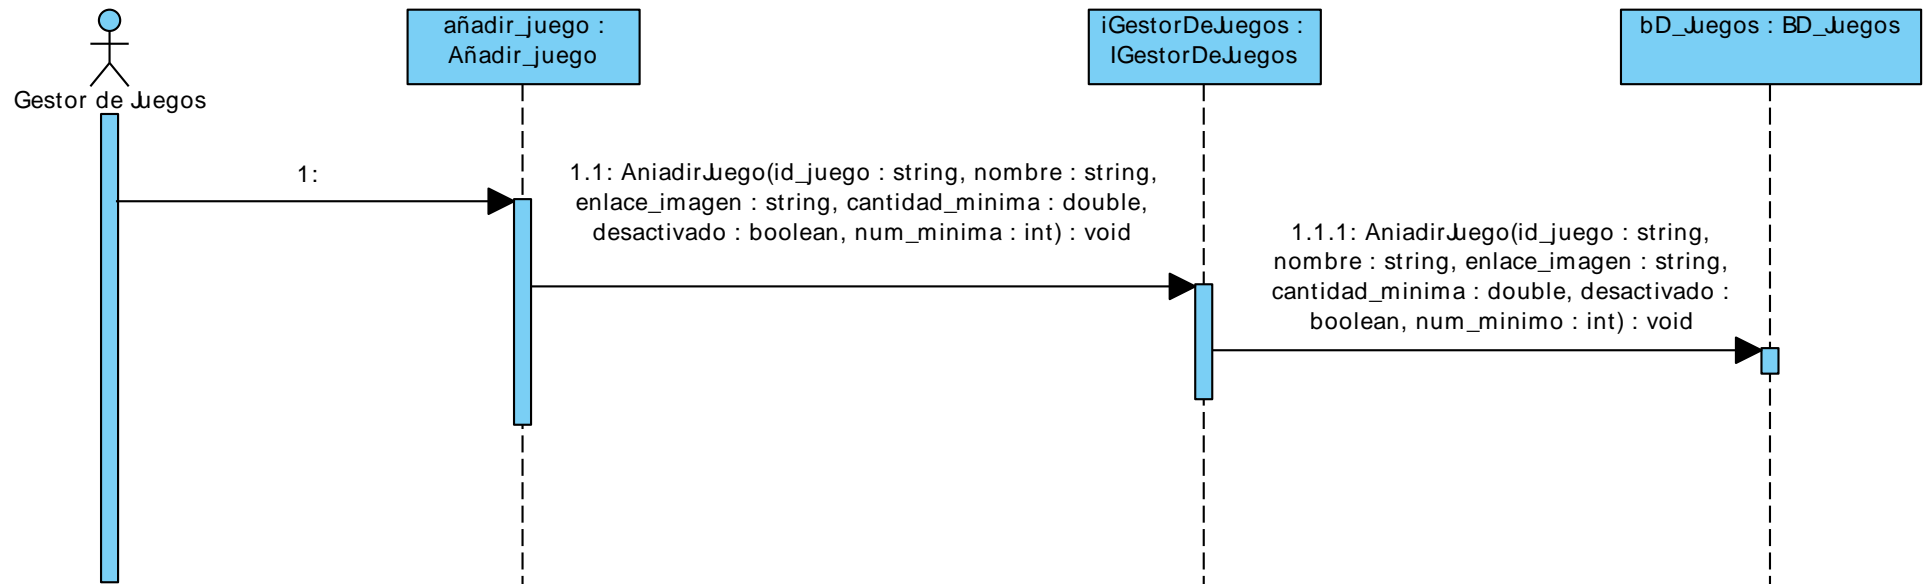 añadir_juego :
Añadir_juego
iGestorDeJuegos :
IGestorDeJuegos
bD_Juegos : BD_Juegos
Gestor de Juegos
1:
1.1: AniadirJuego(id_juego : string, nombre : string,
enlace_imagen : string, cantidad_minima : double,
desactivado : boolean, num_minima : int) : void
1.1.1: AniadirJuego(id_juego : string,
nombre : string, enlace_imagen : string,
cantidad_minima : double, desactivado :
boolean, num_minimo : int) : void